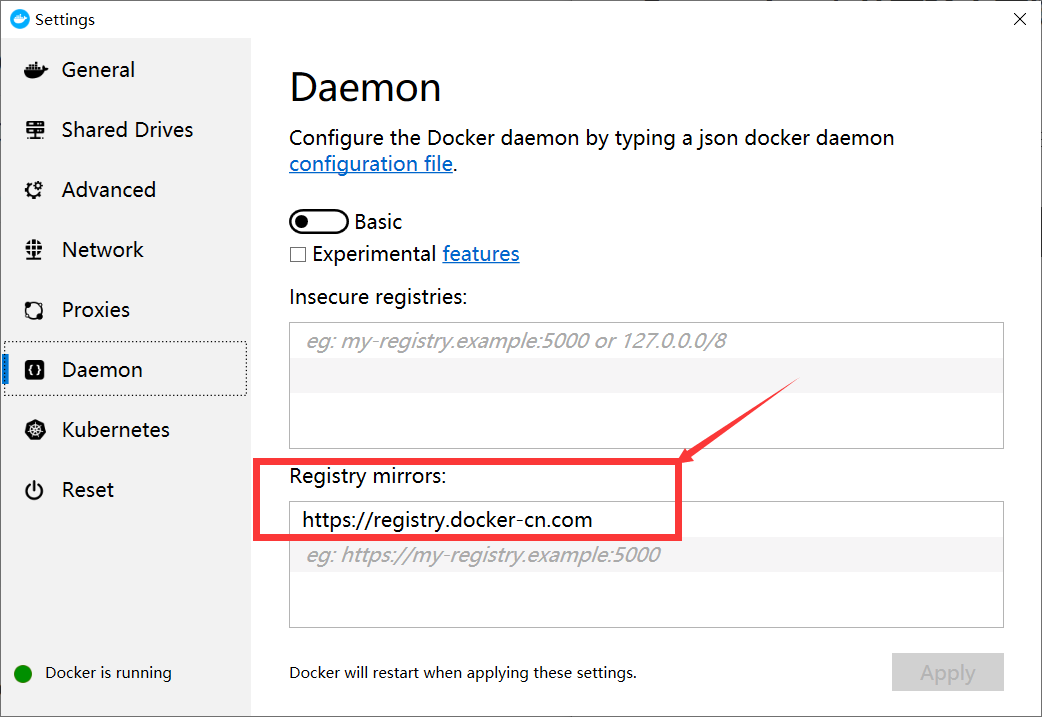 Settings
General
Shared Drives
Advanced
Network
Proxies
Daemon
Kubernetes
Reset
Docker is running
Daemon
Configure the Docker daemon by typing a json docker daemon
configuration file.
Basic
Experimental features
Insecure registries:
eg: my-registry.example:5000 or 127.0.0.0/8
Registry mirrors:
https://registry.docker-cn.com
eg: https://my-registry.example:5000
Docker will restart when applying these settings.
Apply